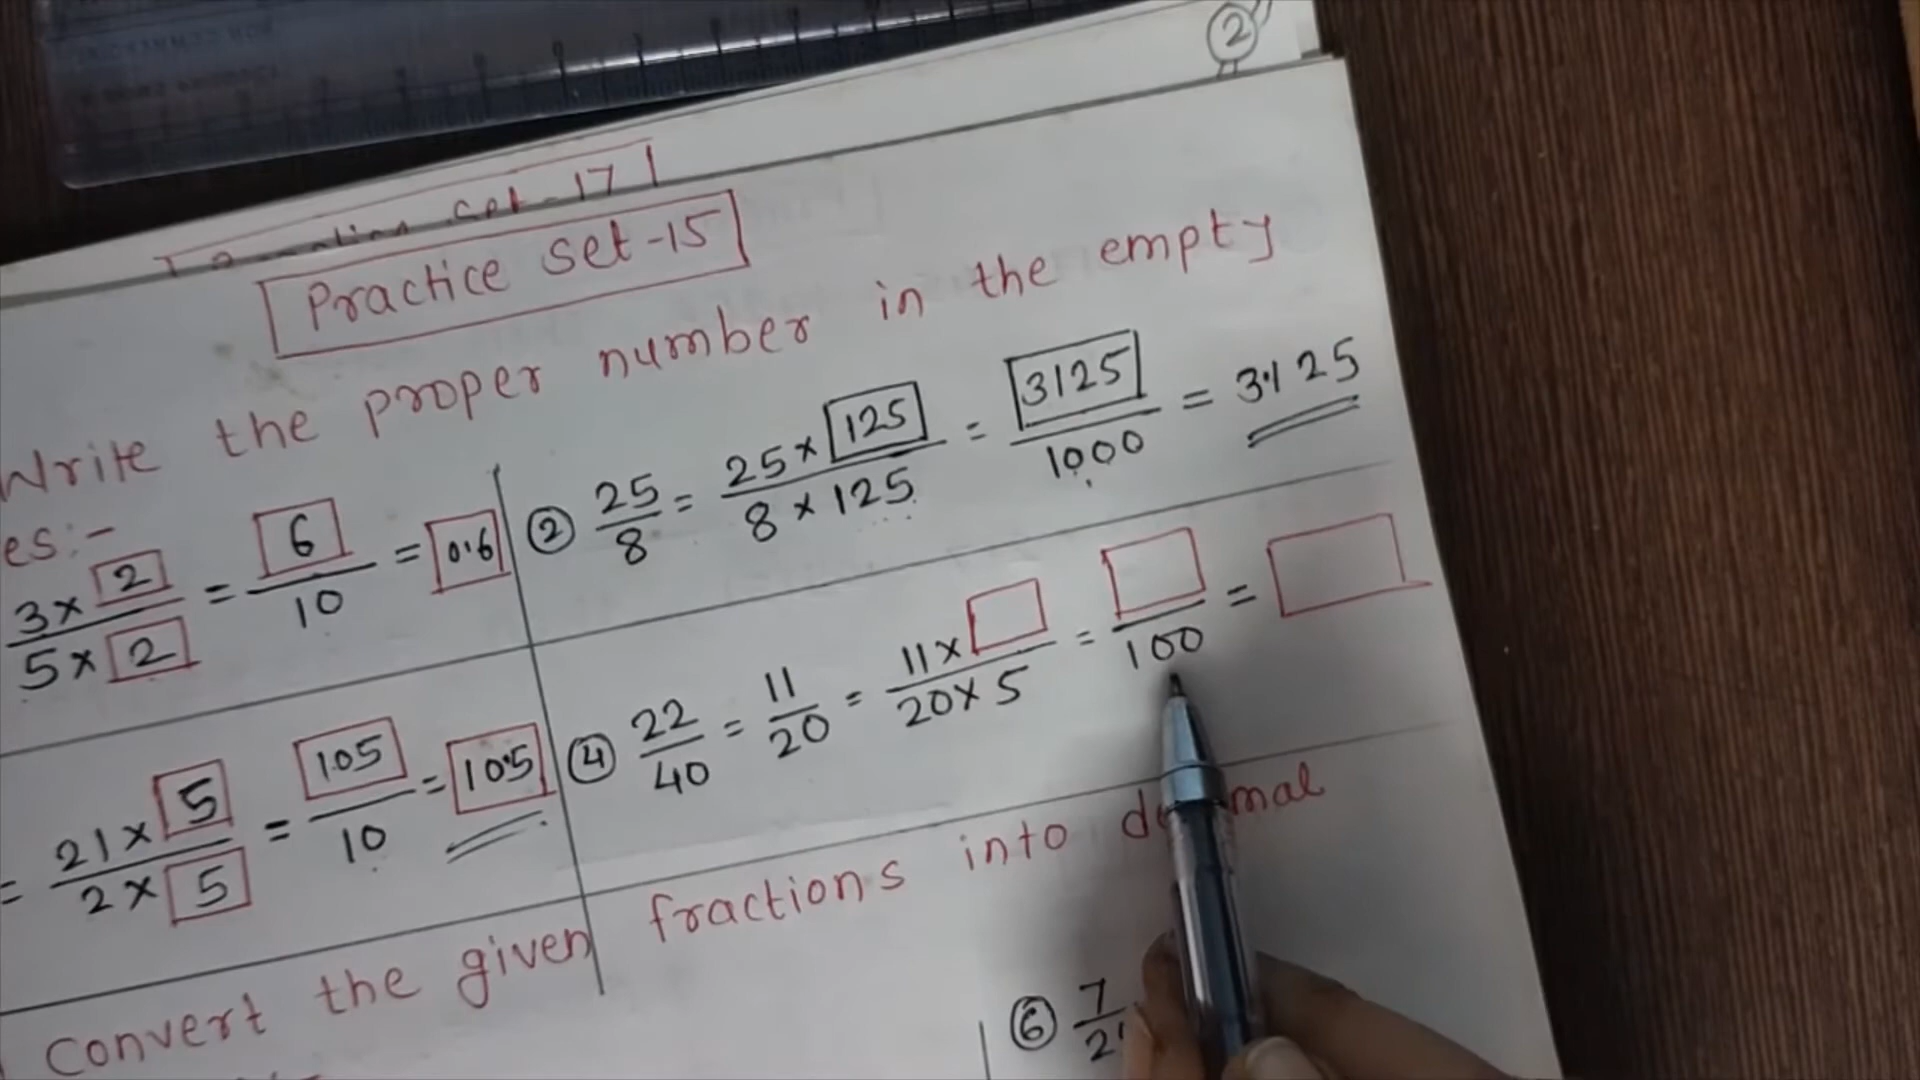 2
set-17
Practice set-15
Write the proper number in the empty
es:-
3 × 2 / 5 × 2 = 6 / 10 = 0.6
② 25/8 = 25 × 125 / 8 × 125 = 3125 / 1000 = 3.125
= 21 × 5 / 2 × 5 = 105 / 10 = 10.5
④ 22/40 = 11/20 = 11 × □ / 20 × 5 = □ / 100 = □
convert the given fractions into
⑥ 7